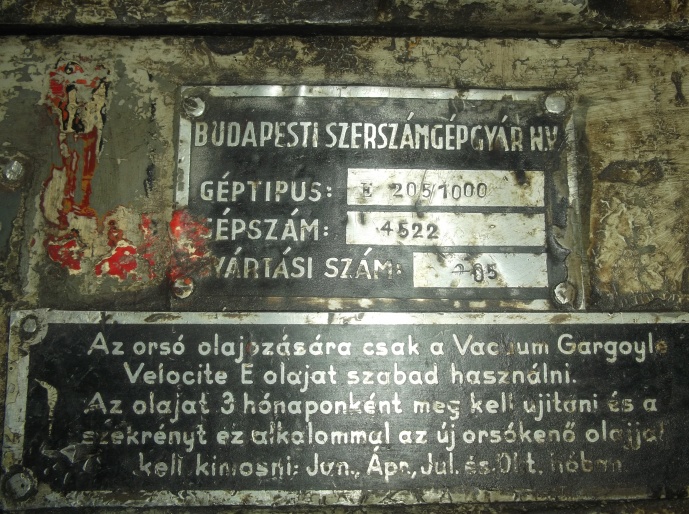 BUDAPESTI SZERSZÁMGÉPGYÁR N.V.
GÉPTIPUS: E 205/1000
GÉPSZÁM: 4522
GYÁRTÁSI SZÁM:
Az orsó olajozására csak a Vacuum Gargoyle
Velocite E olajat szabad használni.
Az olajat 3 hónaponként meg kell ujitani és a
szekrényt ez alkalommal az új orsókenő olajjal
kell kimosni: Jan., Ápr., Jul. és Okt. hóban